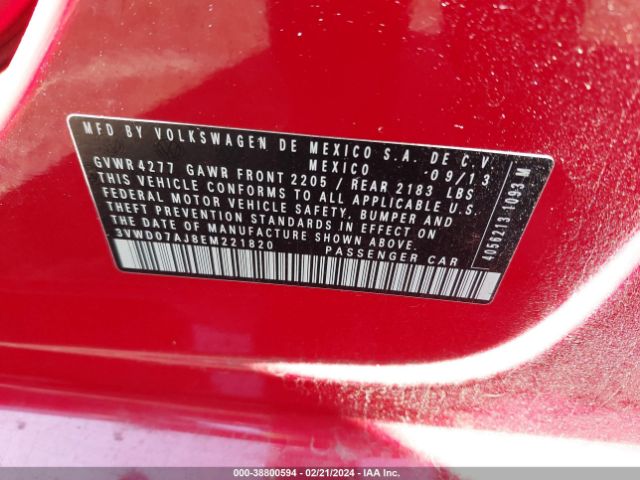 MFD BY VOLKSWAGEN DE MEXICO S.A. DE C.V
MEXICO 09/13
GVWR 4277 GAWR FRONT 2205 / REAR 2183 LBS
THIS VEHICLE CONFORMS TO ALL APPLICABLE U.S.
FEDERAL MOTOR VEHICLE SAFETY, BUMPER AND
THEFT PREVENTION STANDARDS IN EFFECT ON
THE DATE OF MANUFACTURE SHOWN ABOVE.
3VWD07AJ8EM221820 PASSENGER CAR
4056213 1093 M
000-38800594 - 02/21/2024 - IAA Inc.